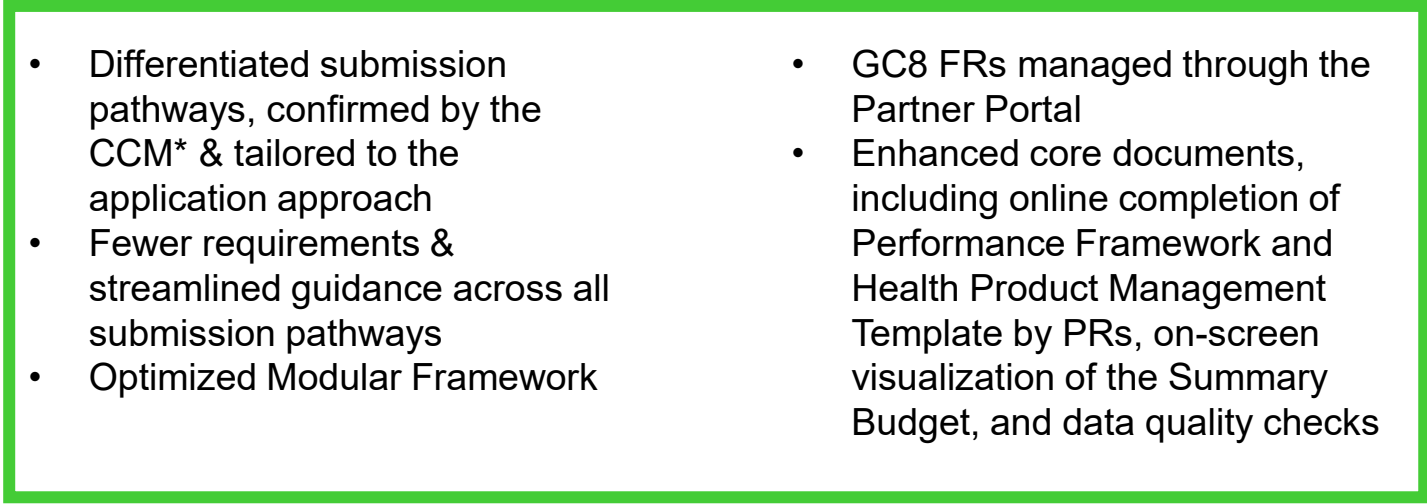 • Differentiated submission
pathways, confirmed by the
CCM* & tailored to the
application approach
• Fewer requirements &
streamlined guidance across all
submission pathways
• Optimized Modular Framework
• GC8 FRs managed through the
Partner Portal
• Enhanced core documents,
including online completion of
Performance Framework and
Health Product Management
Template by PRs, on-screen
visualization of the Summary
Budget, and data quality checks